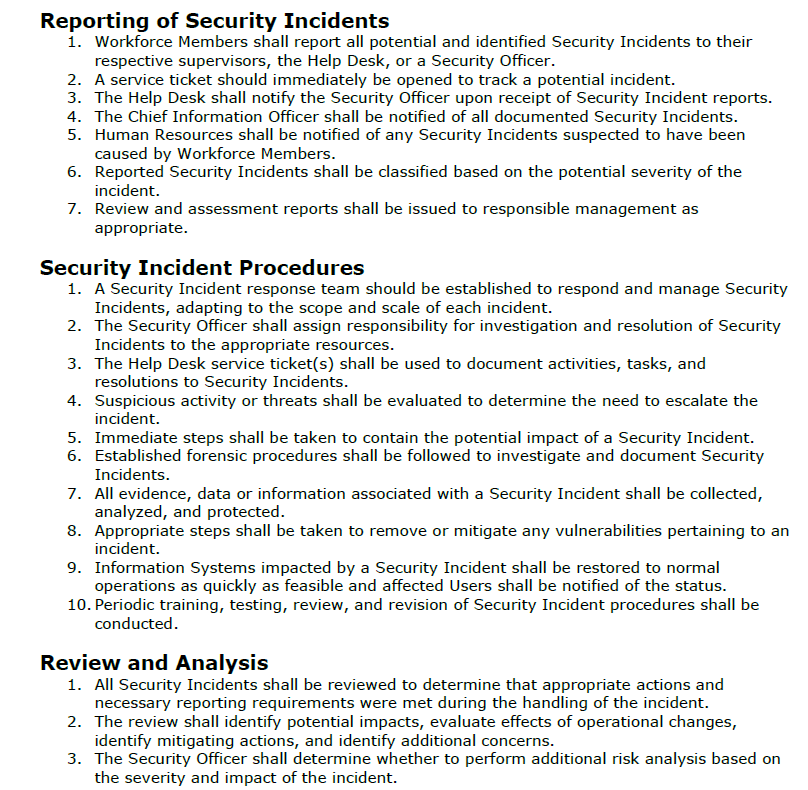 Reporting of Security Incidents
1. Workforce Members shall report all potential and identified Security Incidents to their
respective supervisors, the Help Desk, or a Security Officer.
2. A service ticket should immediately be opened to track a potential incident.
3. The Help Desk shall notify the Security Officer upon receipt of Security Incident reports.
4. The Chief Information Officer shall be notified of all documented Security Incidents.
5. Human Resources shall be notified of any Security Incidents suspected to have been
caused by Workforce Members.
6. Reported Security Incidents shall be classified based on the potential severity of the
incident.
7. Review and assessment reports shall be issued to responsible management as
appropriate.
Security Incident Procedures
1. A Security Incident response team should be established to respond and manage Security
Incidents, adapting to the scope and scale of each incident.
2. The Security Officer shall assign responsibility for investigation and resolution of Security
Incidents to the appropriate resources.
3. The Help Desk service ticket(s) shall be used to document activities, tasks, and
resolutions to Security Incidents.
4. Suspicious activity or threats shall be evaluated to determine the need to escalate the
incident.
5. Immediate steps shall be taken to contain the potential impact of a Security Incident.
6. Established forensic procedures shall be followed to investigate and document Security
Incidents.
7. All evidence, data or information associated with a Security Incident shall be collected,
analyzed, and protected.
8. Appropriate steps shall be taken to remove or mitigate any vulnerabilities pertaining to an
incident.
9. Information Systems impacted by a Security Incident shall be restored to normal
operations as quickly as feasible and affected Users shall be notified of the status.
10. Periodic training, testing, review, and revision of Security Incident procedures shall be
conducted.
Review and Analysis
1. All Security Incidents shall be reviewed to determine that appropriate actions and
necessary reporting requirements were met during the handling of the incident.
2. The review shall identify potential impacts, evaluate effects of operational changes,
identify mitigating actions, and identify additional concerns.
3. The Security Officer shall determine whether to perform additional risk analysis based on
the severity and impact of the incident.